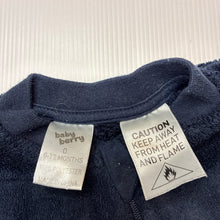 baby
berry
0
6-12 MONTHS
CAUTION
KEEP AWAY
FROM HEAT
AND FLAME